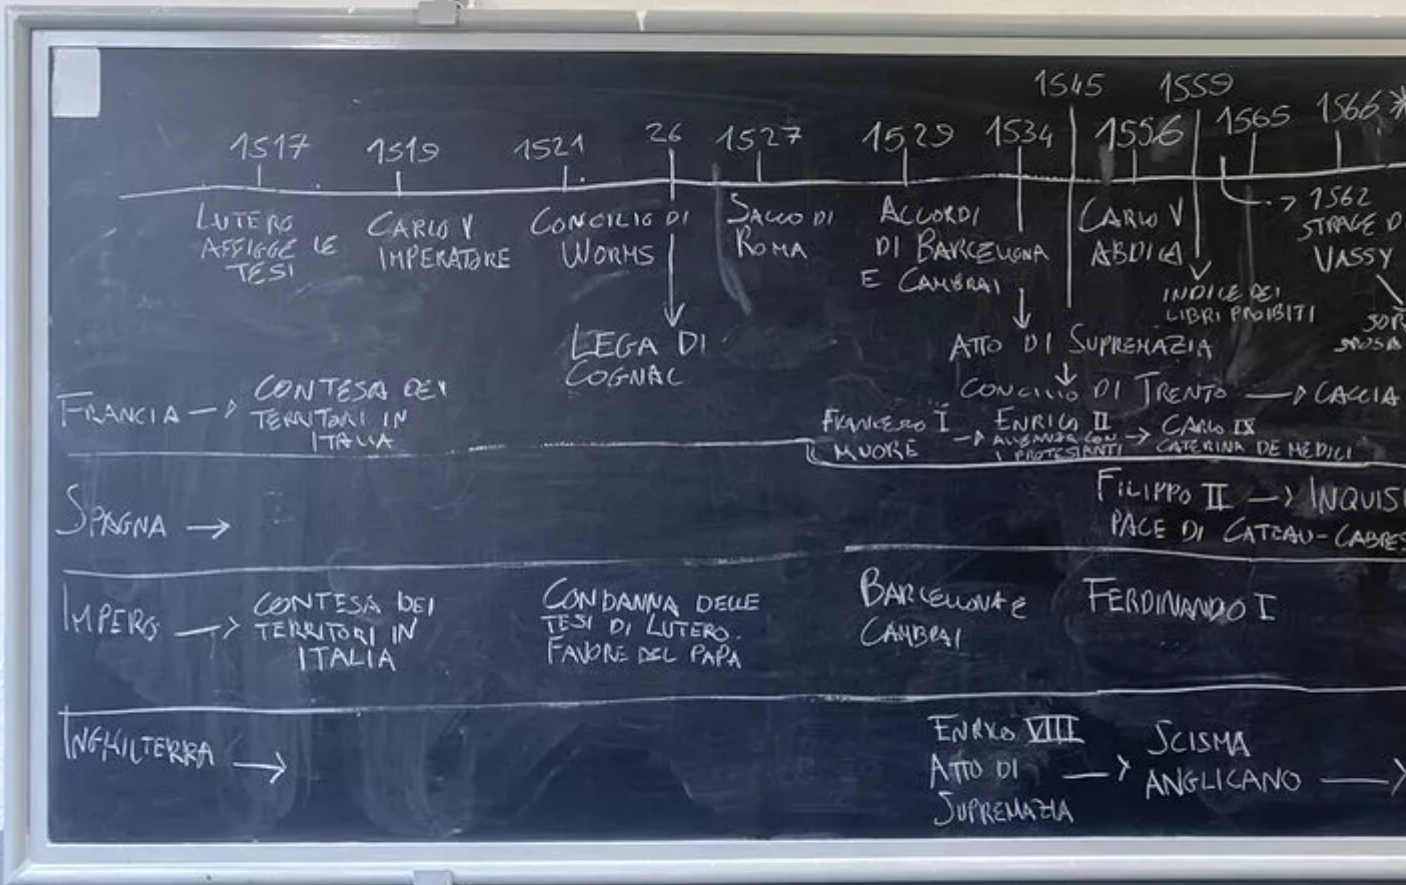 1545 1559
1517 1519 1521 26 1527 1529 1534 1556 1565 1566*
LUTERO
AFFIGGE LE
TESI
CARLO V
IMPERATORE
CONCILIO DI
WORMS
LEGA DI
COGNAC
SACCO DI
ROMA
ACCORDI
DI BARCELLONA
E CAMBRAI
ATTO DI SUPREMAZIA
CONCILIO DI TRENTO → CACCIA
CARLO V
ABDICA
INDICE DEI
LIBRI PROIBITI
→ 1562
STRAGE D
VASSY
SPOSA
FRANCIA → CONTESA DEI
TERRITORI IN
ITALIA
FRANCESCO I
MUORE
→ ENRICO II
ALLEANZA CON
I PROTESTANTI
→ CARLO IX
CATERINA DE MEDICI
SPAGNA →
FILIPPO II → INQUISI
PACE DI CATEAU-CABRES
IMPERO → CONTESA DEI
TERRITORI IN
ITALIA
CONDANNA DELLE
TESI DI LUTERO.
FAVORE DEL PAPA
BARCELLONA E
CAMBRAI
FERDINANDO I
INGHILTERRA →
ENRICO VIII
ATTO DI
SUPREMAZIA
→ SCISMA
ANGLICANO →